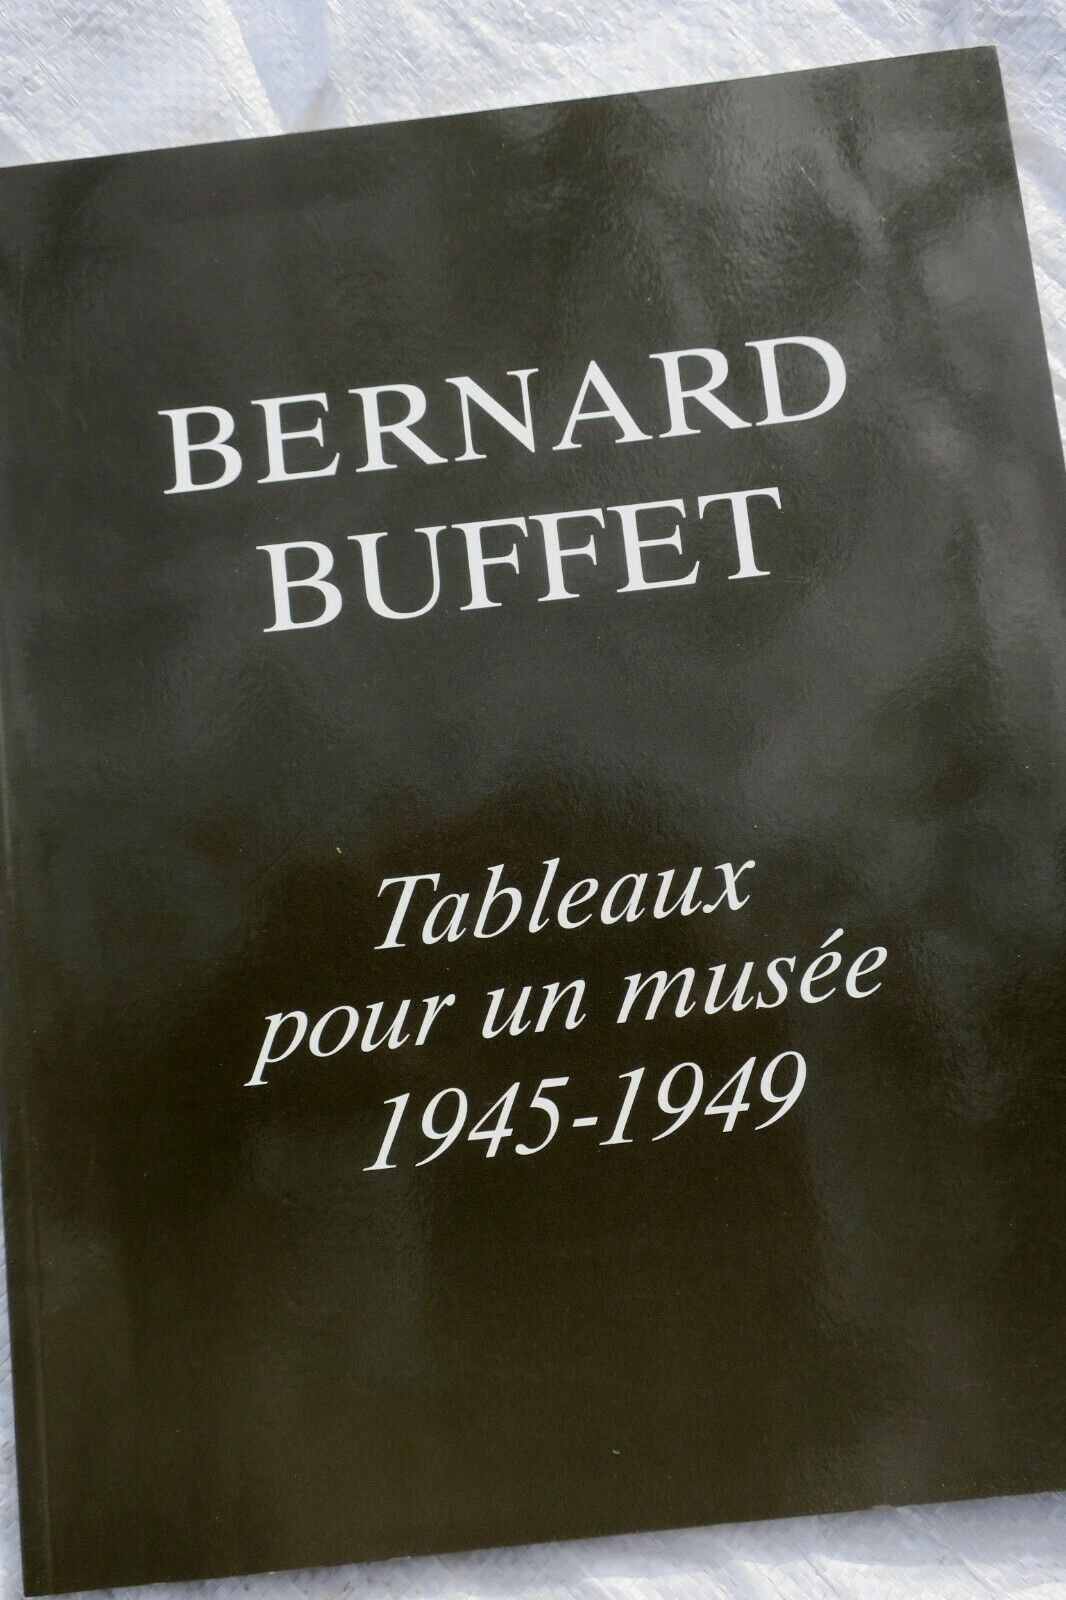 BERNARD
BUFFET
Tableaux
pour un musée
1945-1949